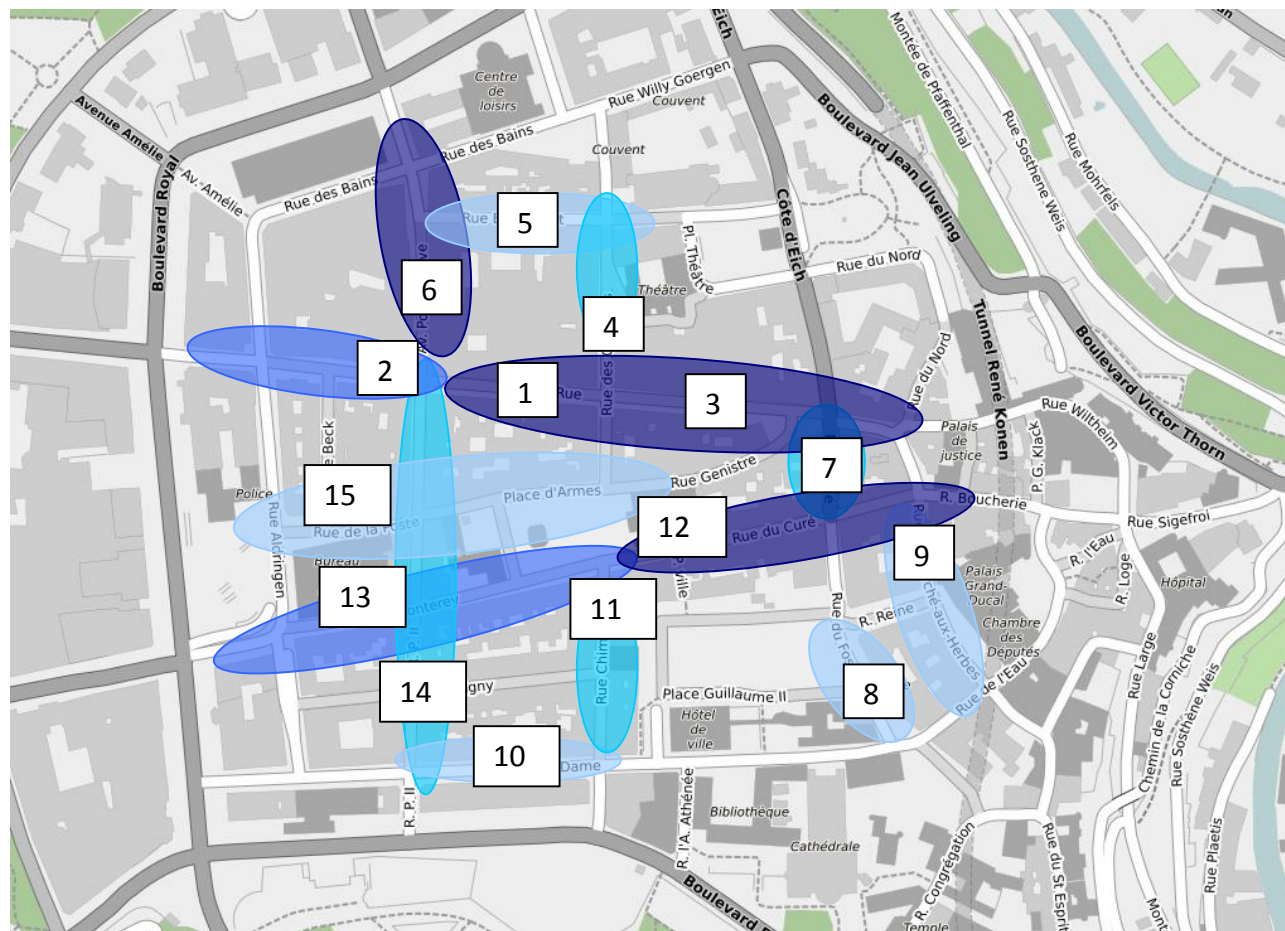 Eich
Centre
de
loisirs
Rue Willy Goergen
Couvent
Avenue Amélie
Boulevard Royal
Av. Amélie
Rue des Bains
Rue des Bains
Couvent
Boulevard Jean Ulveling
Montée de Pfaffenthal
Rue Sosthène Weis
Rue Mohrfels
Côte d'Eich
5
Rue
Pl. Théâtre
Rue du Nord
6
Théâtre
4
Tunnel René Konen
Boulevard Victor Thorn
2
1
Rue
Rue des
3
Rue du Nord
Palais
de
justice
Rue Wiltheim
P. G. Klack
7
Beck
Police
15
Place d'Armes
Rue Genistre
Rue de la Poste
Rue Aldringen
Bureau
12
Rue du Curé
R. Boucherie
Rue Sigefroi
9
R. l'Eau
R. Loge
Hôpital
Palais
Grand-
Ducal
13
11
R. Reine
Chambre
des
Députés
Rue du
8
Rue de l'Eau
Rue Large
Chemin de la Corniche
Rue Sosthène Weis
14
Rue Chim
Place Guillaume II
Hôtel
de
ville
10
Dame
R. P. II
R. l'A. Athénée
Bibliothèque
Cathédrale
R. Congrégation
Rue du St Esprit
Rue Plaetis
Mont
Boulevard
Temple